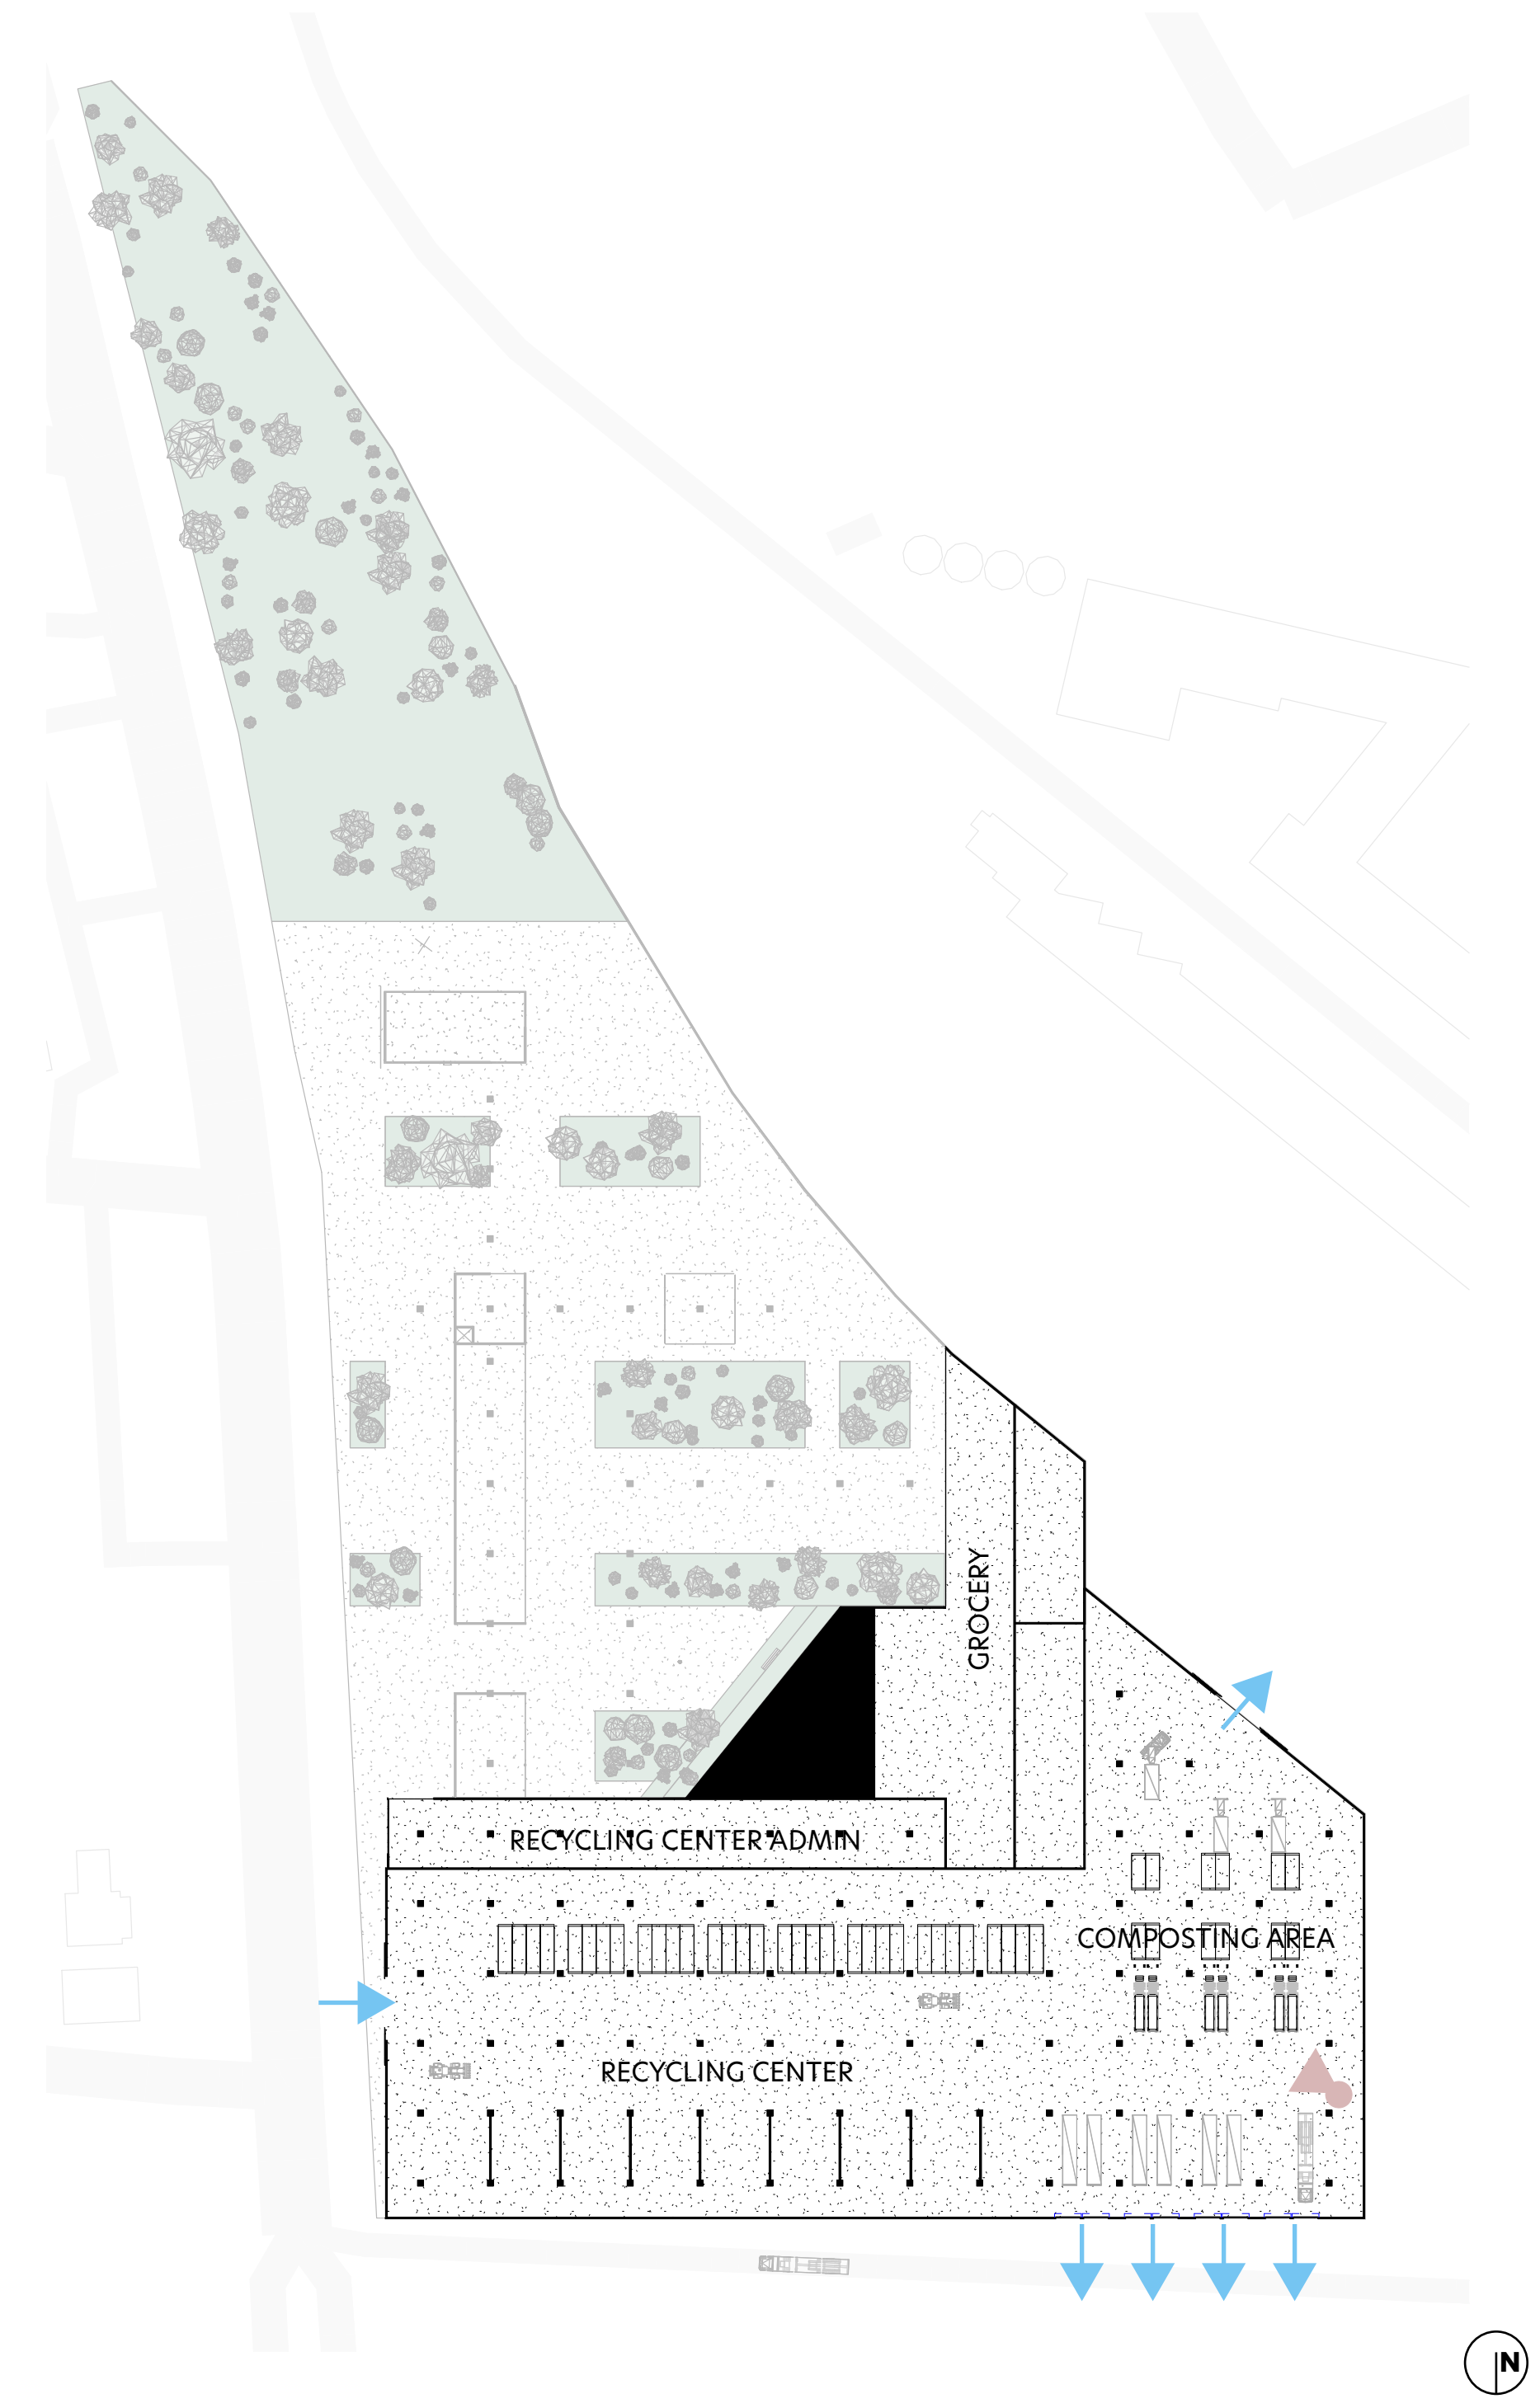 GROCERY
RECYCLING CENTER ADMIN
COMPOSTING AREA
RECYCLING CENTER
N